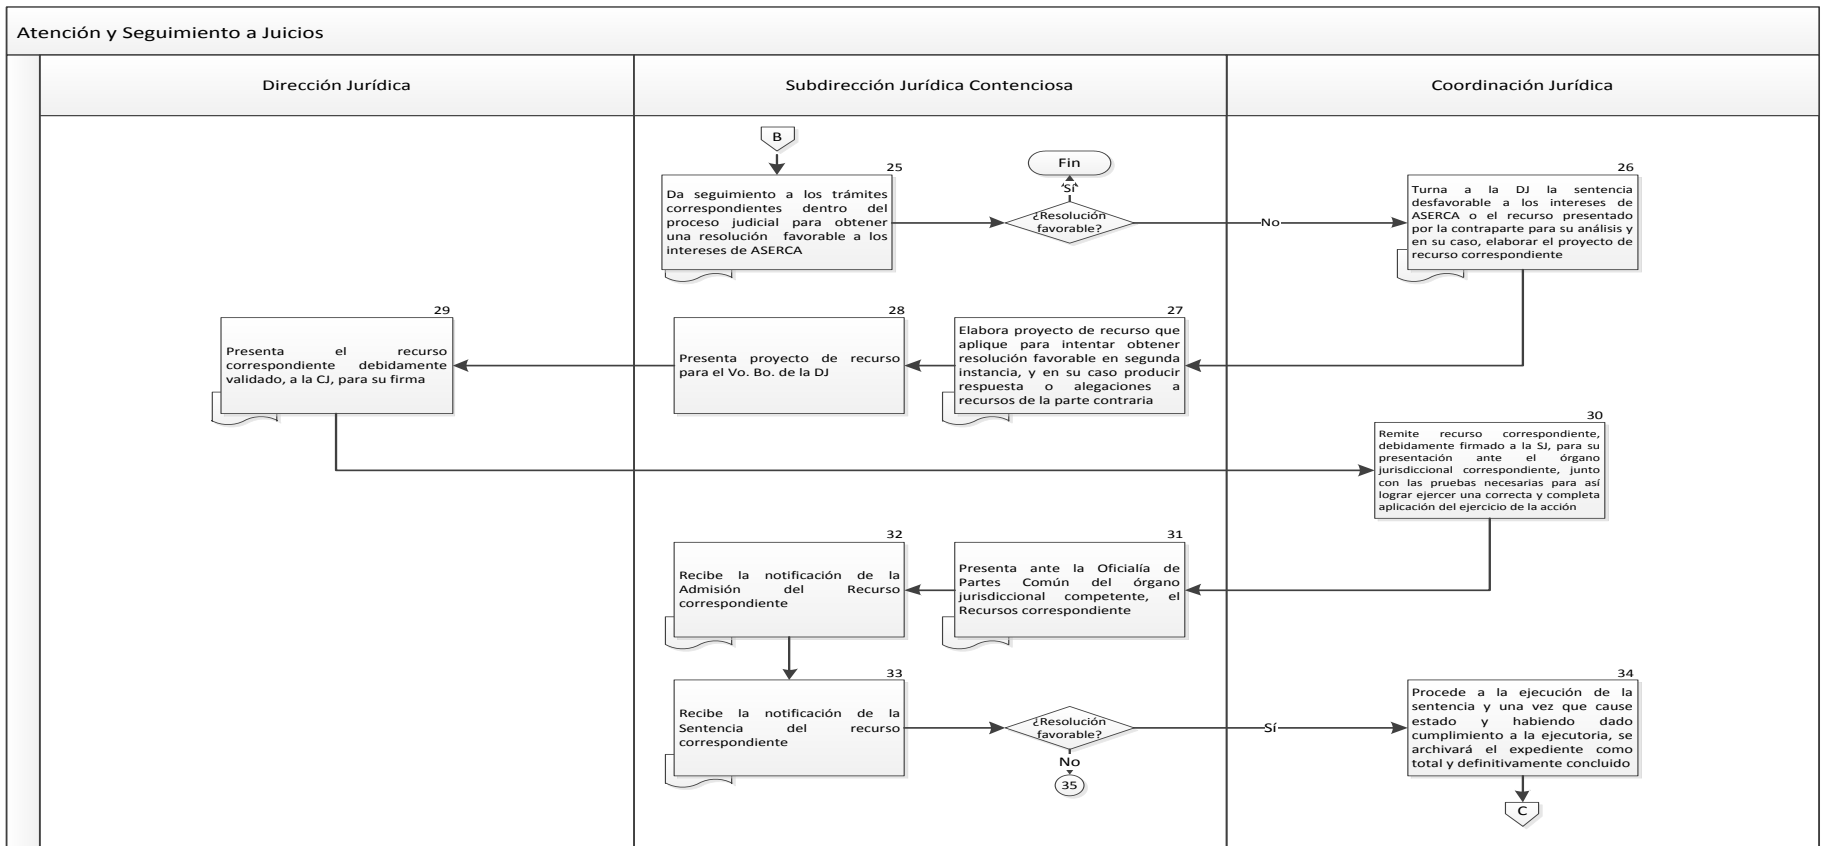 Atención y Seguimiento a Juicios
Dirección Jurídica
Subdirección Jurídica Contenciosa
Coordinación Jurídica
B
25
Da seguimiento a los trámites
correspondientes dentro del
proceso judicial para obtener
una resolución favorable a los
intereses de ASERCA
Fin
Sí
¿Resolución
favorable?
No
26
Turna a la DJ la sentencia
desfavorable a los intereses de
ASERCA o el recurso presentado
por la contraparte para su análisis y
en su caso, elaborar el proyecto de
recurso correspondiente
29
Presenta el recurso
correspondiente debidamente
validado, a la CJ, para su firma
28
Presenta proyecto de recurso
para el Vo. Bo. de la DJ
27
Elabora proyecto de recurso que
aplique para intentar obtener
resolución favorable en segunda
instancia, y en su caso producir
respuesta o alegaciones a
recursos de la parte contraria
30
Remite recurso correspondiente,
debidamente firmado a la SJ, para su
presentación ante el órgano
jurisdiccional correspondiente, junto
con las pruebas necesarias para así
lograr ejercer una correcta y completa
aplicación del ejercicio de la acción
32
Recibe la notificación de la
Admisión del Recurso
correspondiente
31
Presenta ante la Oficialía de
Partes Común del órgano
jurisdiccional competente, el
Recursos correspondiente
33
Recibe la notificación de la
Sentencia del recurso
correspondiente
¿Resolución
favorable?
No
35
Sí
34
Procede a la ejecución de la
sentencia y una vez que cause
estado y habiendo dado
cumplimiento a la ejecutoria, se
archivará el expediente como
total y definitivamente concluido
C